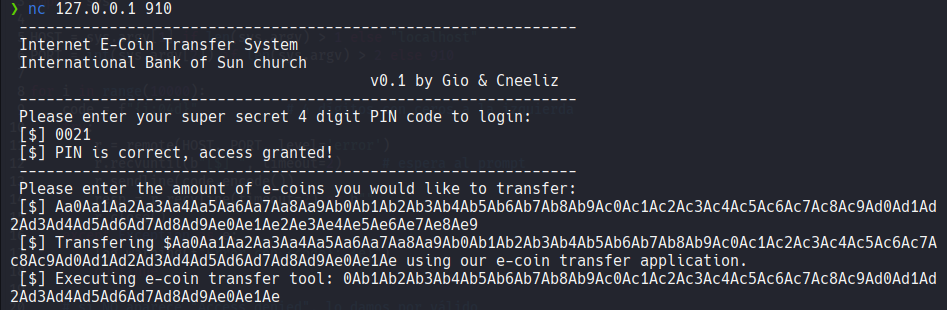 ❯ nc 127.0.0.1 910
--------------------------------------------------------------
Internet E-Coin Transfer System
International Bank of Sun church
v0.1 by Gio & Cneeliz
--------------------------------------------------------------
Please enter your super secret 4 digit PIN code to login:
[$] 0021
[$] PIN is correct, access granted!
--------------------------------------------------------------
Please enter the amount of e-coins you would like to transfer:
[$] Aa0Aa1Aa2Aa3Aa4Aa5Aa6Aa7Aa8Aa9Ab0Ab1Ab2Ab3Ab4Ab5Ab6Ab7Ab8Ab9Ac0Ac1Ac2Ac3Ac4Ac5Ac6Ac7Ac8Ac9Ad0Ad1Ad
2Ad3Ad4Ad5Ad6Ad7Ad8Ad9Ae0Ae1Ae2Ae3Ae4Ae5Ae6Ae7Ae8Ae9
[$] Transfering $Aa0Aa1Aa2Aa3Aa4Aa5Aa6Aa7Aa8Aa9Ab0Ab1Ab2Ab3Ab4Ab5Ab6Ab7Ab8Ab9Ac0Ac1Ac2Ac3Ac4Ac5Ac6Ac7A
c8Ac9Ad0Ad1Ad2Ad3Ad4Ad5Ad6Ad7Ad8Ad9Ae0Ae1Ae using our e-coin transfer application.
[$] Executing e-coin transfer tool: 0Ab1Ab2Ab3Ab4Ab5Ab6Ab7Ab8Ab9Ac0Ac1Ac2Ac3Ac4Ac5Ac6Ac7Ac8Ac9Ad0Ad1Ad
2Ad3Ad4Ad5Ad6Ad7Ad8Ad9Ae0Ae1Ae